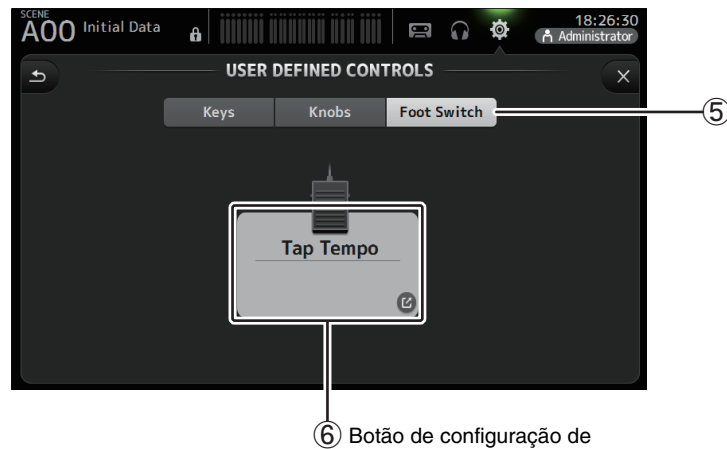 SCENE
A00 Initial Data
18:26:30
Administrator
USER DEFINED CONTROLS
Keys Knobs Foot Switch
⑤
Tap Tempo
⑥ Botão de configuração de